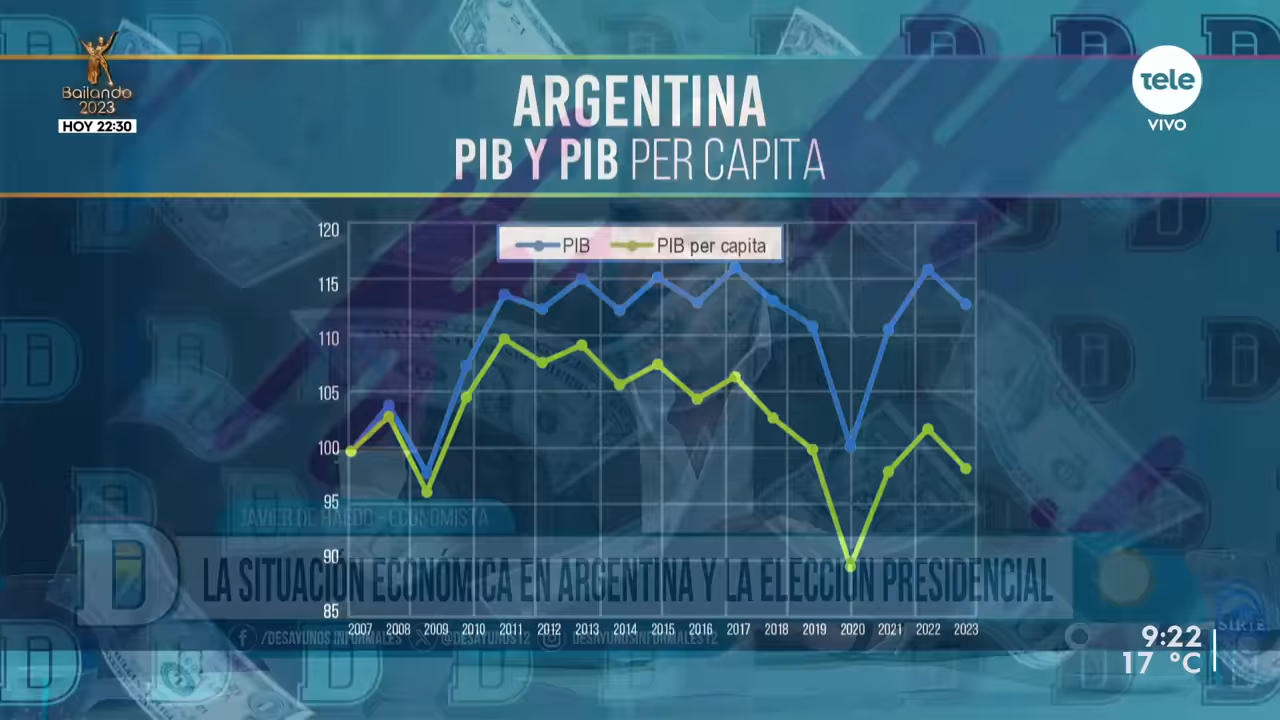 Bailando
2023
HOY 22:30
ARGENTINA
PIB Y PIB PER CAPITA
tele
VIVO
PIB
PIB per capita
120
115
110
105
100
95
90
85
2007 2008 2009 2010 2011 2012 2013 2014 2015 2016 2017 2018 2019 2020 2021 2022 2023
JAVIER DE HAEDO - ECONOMISTA
LA SITUACIÓN ECONÓMICA EN ARGENTINA Y LA ELECCIÓN PRESIDENCIAL
/DESAYUNOSINFORMALES @DESAYUNOS12 DESAYUNOSINFORMALES12
9:22
17 °C